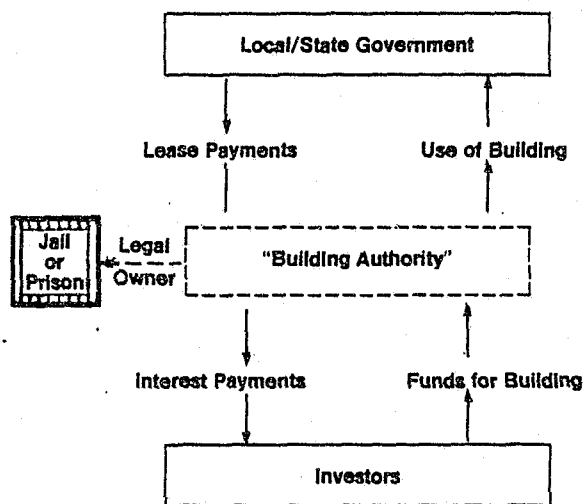 Local/State Government
Lease Payments
Use of Building
Jail
or
Prison
Legal
Owner
"Building Authority"
Interest Payments
Funds for Building
Investors